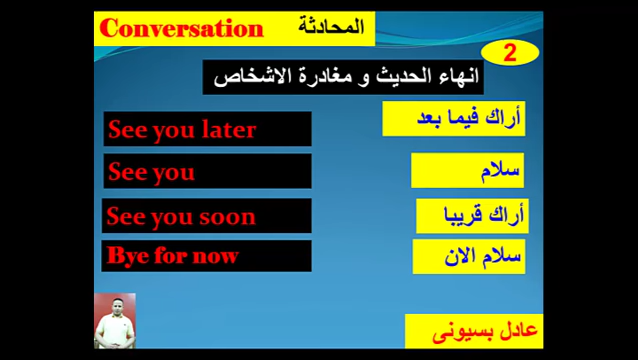 Conversation المحادثة
2
انهاء الحديث و مغادرة الاشخاص
See you later أراك فيما بعد
See you سلام
See you soon أراك قريبا
Bye for now سلام الان
عادل بسيونى